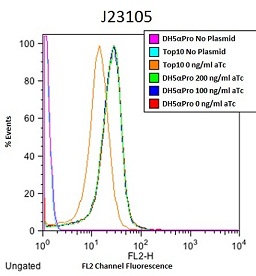 J23105
DH5αPro No Plasmid
Top10 No Plasmid
Top10 0 ng/ml aTc
DH5αPro 200 ng/ml aTc
DH5αPro 100 ng/ml aTc
DH5αPro 0 ng/ml aTc
% Events
100
80
60
40
20
0
10⁰ 10¹ 10² 10³ 10⁴
FL2-H
Ungated
FL2 Channel Fluorescence